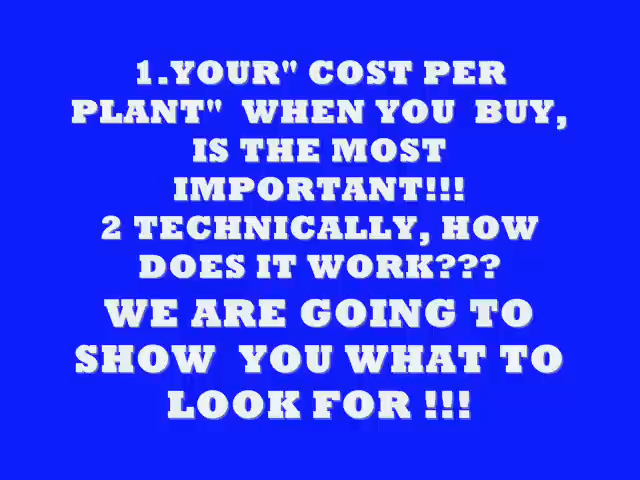 1.YOUR" COST PER
PLANT"  WHEN YOU  BUY,
IS THE MOST
IMPORTANT!!!
2 TECHNICALLY, HOW
DOES IT WORK???
WE ARE GOING TO
SHOW  YOU WHAT TO
LOOK FOR !!!